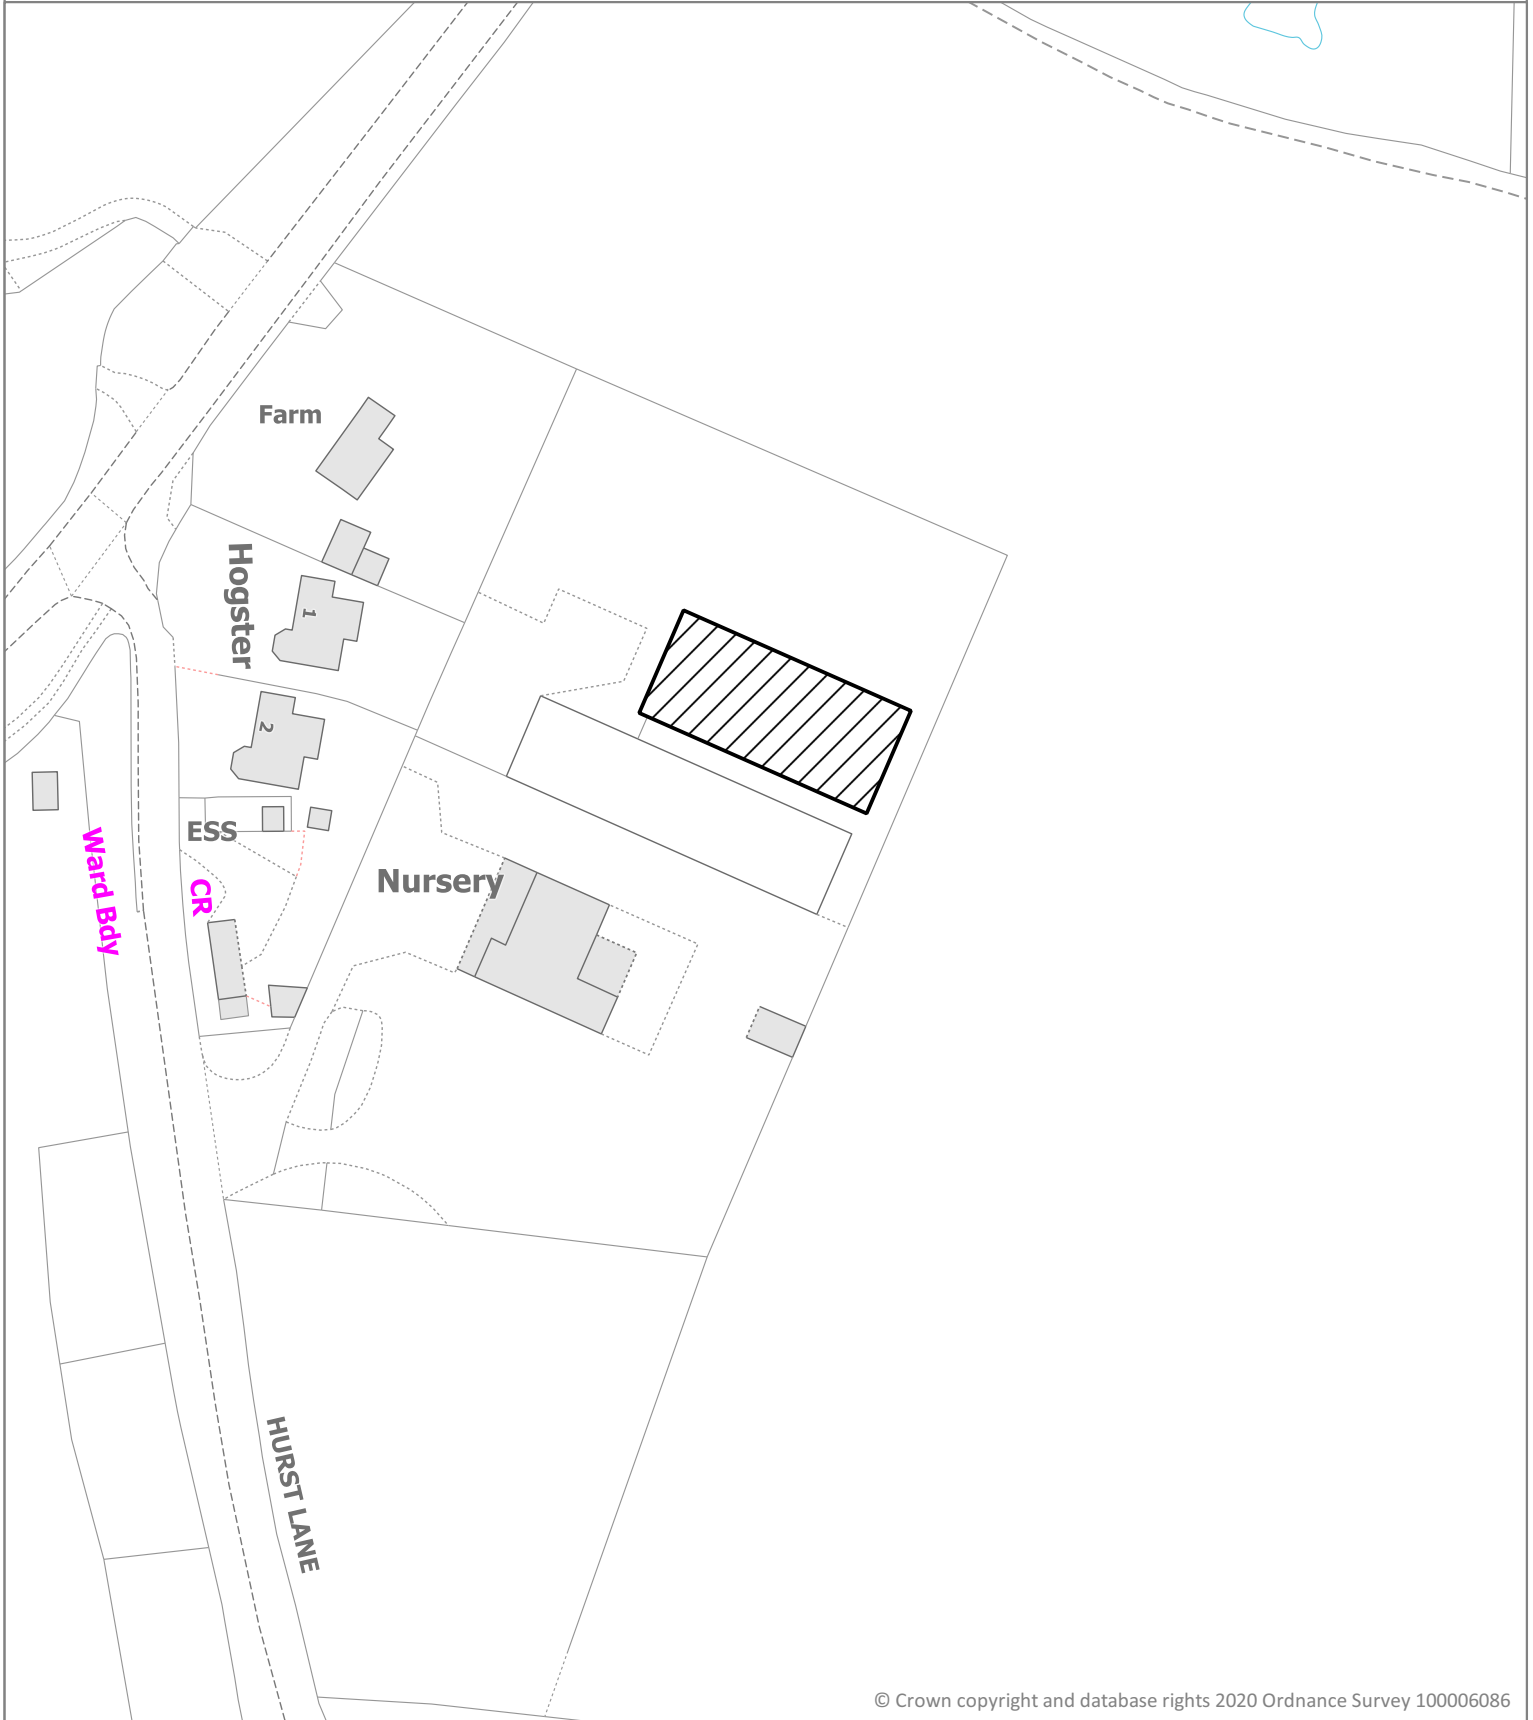 Farm
Hogster
1
2
ESS
Nursery
Ward Bdy
CR
HURST LANE
© Crown copyright and database rights 2020 Ordnance Survey 100006086